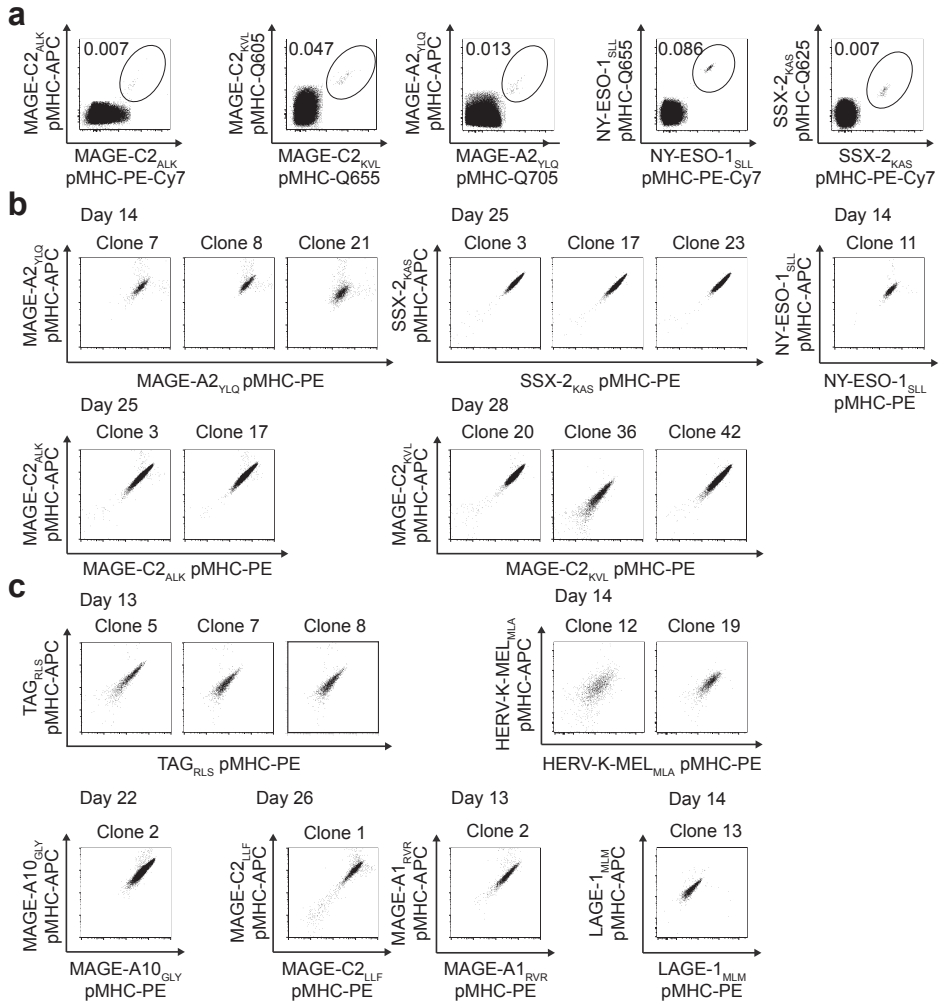 a
0.007
MAGE-C2ALK
pMHC-APC
MAGE-C2ALK
pMHC-PE-Cy7
0.047
MAGE-C2KVL
pMHC-Q605
MAGE-C2KVL
pMHC-Q655
0.013
MAGE-A2YLQ
pMHC-APC
MAGE-A2YLQ
pMHC-Q705
0.086
NY-ESO-1SLL
pMHC-Q655
NY-ESO-1SLL
pMHC-PE-Cy7
0.007
SSX-2KAS
pMHC-Q625
SSX-2KAS
pMHC-PE-Cy7
b
Day 14
Clone 7 Clone 8 Clone 21
MAGE-A2YLQ
pMHC-APC
MAGE-A2YLQ pMHC-PE
Day 25
Clone 3 Clone 17 Clone 23
SSX-2KAS
pMHC-APC
SSX-2KAS pMHC-PE
Day 14
Clone 11
NY-ESO-1SLL
pMHC-APC
NY-ESO-1SLL
pMHC-PE
Day 25
Clone 3 Clone 17
MAGE-C2ALK
pMHC-APC
MAGE-C2ALK pMHC-PE
Day 28
Clone 20 Clone 36 Clone 42
MAGE-C2KVL
pMHC-APC
MAGE-C2KVL pMHC-PE
c
Day 13
Clone 5 Clone 7 Clone 8
TAGRLS
pMHC-APC
TAGRLS pMHC-PE
Day 14
Clone 12 Clone 19
HERV-K-MELMLA
pMHC-APC
HERV-K-MELMLA pMHC-PE
Day 22
Clone 2
MAGE-A10GLY
pMHC-APC
MAGE-A10GLY
pMHC-PE
Day 26
Clone 1
MAGE-C2LLF
pMHC-APC
MAGE-C2LLF
pMHC-PE
Day 13
Clone 2
MAGE-A1RVR
pMHC-APC
MAGE-A1RVR
pMHC-PE
Day 14
Clone 13
LAGE-1MLM
pMHC-APC
LAGE-1MLM
pMHC-PE